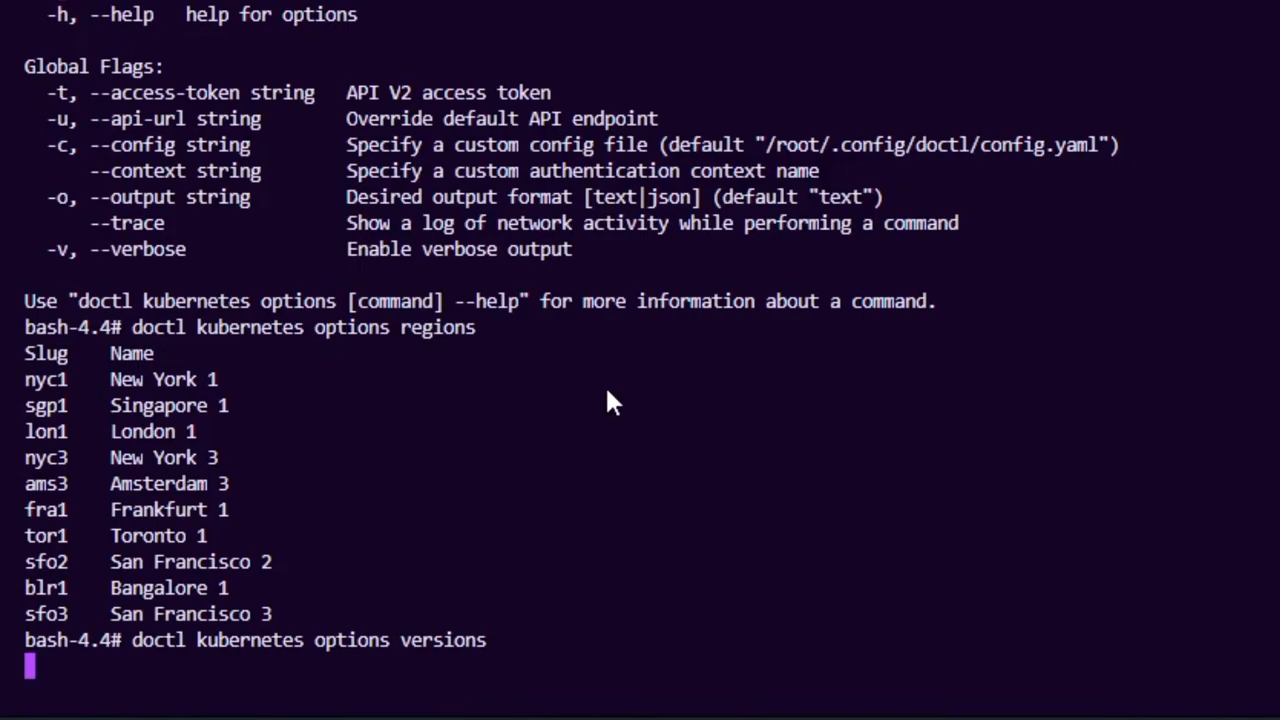 -h, --help   help for options
Global Flags:
-t, --access-token string   API V2 access token
-u, --api-url string        Override default API endpoint
-c, --config string         Specify a custom config file (default "/root/.config/doctl/config.yaml")
--context string        Specify a custom authentication context name
-o, --output string         Desired output format [text|json] (default "text")
--trace                 Show a log of network activity while performing a command
-v, --verbose               Enable verbose output
Use "doctl kubernetes options [command] --help" for more information about a command.
bash-4.4# doctl kubernetes options regions
Slug    Name
nyc1    New York 1
sgp1    Singapore 1
lon1    London 1
nyc3    New York 3
ams3    Amsterdam 3
fra1    Frankfurt 1
tor1    Toronto 1
sfo2    San Francisco 2
blr1    Bangalore 1
sfo3    San Francisco 3
bash-4.4# doctl kubernetes options versions